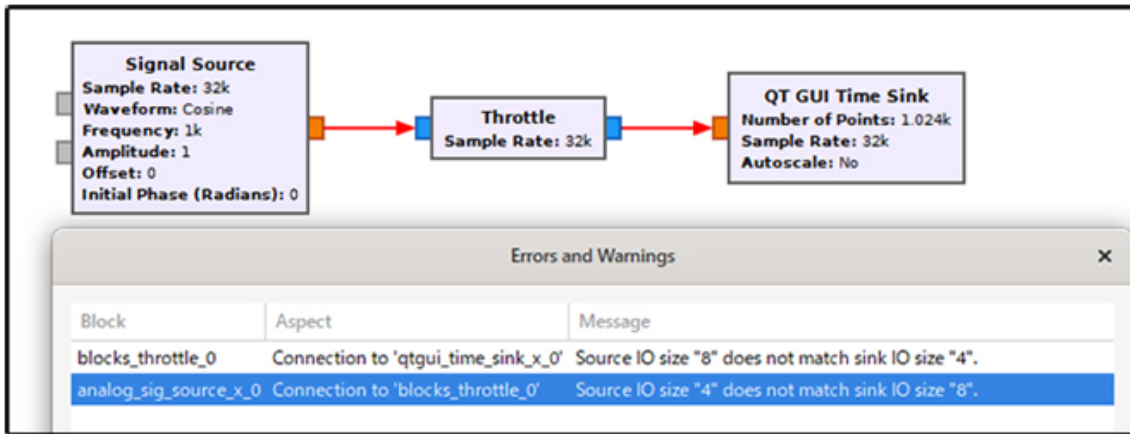 Signal Source
Sample Rate: 32k
Waveform: Cosine
Frequency: 1k
Amplitude: 1
Offset: 0
Initial Phase (Radians): 0
Throttle
Sample Rate: 32k
QT GUI Time Sink
Number of Points: 1.024k
Sample Rate: 32k
Autoscale: No
Errors and Warnings
Block Aspect Message
blocks_throttle_0 Connection to 'qtgui_time_sink_x_0' Source IO size "8" does not match sink IO size "4".
analog_sig_source_x_0 Connection to 'blocks_throttle_0' Source IO size "4" does not match sink IO size "8".